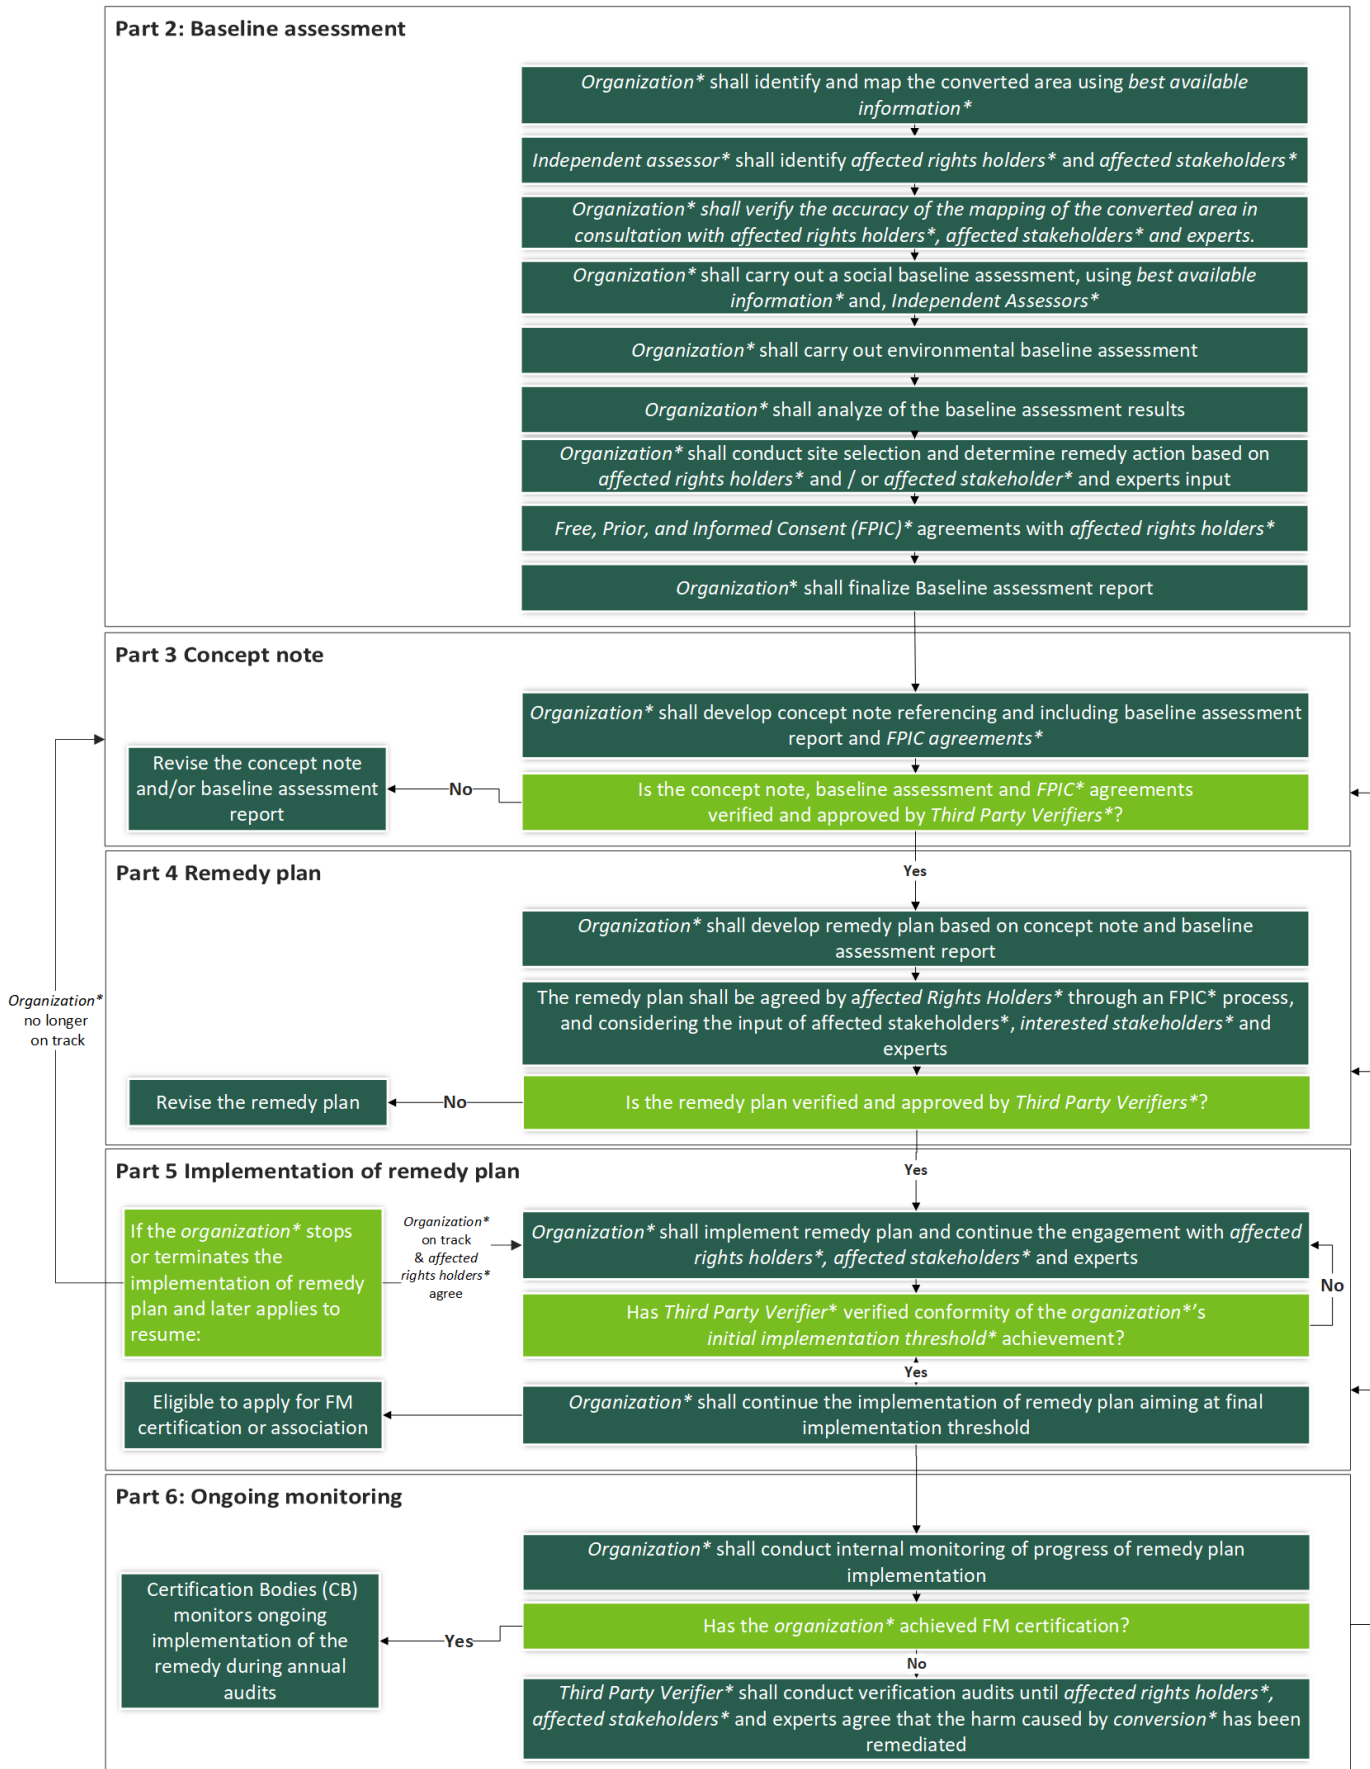 Part 2: Baseline assessment
Organization* shall identify and map the converted area using best available
information*
Independent assessor* shall identify affected rights holders* and affected stakeholders*
Organization* shall verify the accuracy of the mapping of the converted area in
consultation with affected rights holders*, affected stakeholders* and experts.
Organization* shall carry out a social baseline assessment, using best available
information* and, Independent Assessors*
Organization* shall carry out environmental baseline assessment
Organization* shall analyze of the baseline assessment results
Organization* shall conduct site selection and determine remedy action based on
affected rights holders* and / or affected stakeholder* and experts input
Free, Prior, and Informed Consent (FPIC)* agreements with affected rights holders*
Organization* shall finalize Baseline assessment report
Part 3 Concept note
Organization* shall develop concept note referencing and including baseline assessment
report and FPIC agreements*
Revise the concept note
and/or baseline assessment
report
No
Is the concept note, baseline assessment and FPIC* agreements
verified and approved by Third Party Verifiers*?
Part 4 Remedy plan
Yes
Organization* shall develop remedy plan based on concept note and baseline
assessment report
The remedy plan shall be agreed by affected Rights Holders* through an FPIC* process,
and considering the input of affected stakeholders*, interested stakeholders* and
experts
Organization*
no longer
on track
Revise the remedy plan
No
Is the remedy plan verified and approved by Third Party Verifiers*?
Part 5 Implementation of remedy plan
Yes
If the organization* stops
or terminates the
implementation of remedy
plan and later applies to
resume:
Organization*
on track
& affected
rights holders*
agree
Organization* shall implement remedy plan and continue the engagement with affected
rights holders*, affected stakeholders* and experts
No
Has Third Party Verifier* verified conformity of the organization*'s
initial implementation threshold* achievement?
Yes
Eligible to apply for FM
certification or association
Organization* shall continue the implementation of remedy plan aiming at final
implementation threshold
Part 6: Ongoing monitoring
Organization* shall conduct internal monitoring of progress of remedy plan
implementation
Certification Bodies (CB)
monitors ongoing
implementation of the
remedy during annual
audits
Yes
Has the organization* achieved FM certification?
No
Third Party Verifier* shall conduct verification audits until affected rights holders*,
affected stakeholders* and experts agree that the harm caused by conversion* has been
remediated